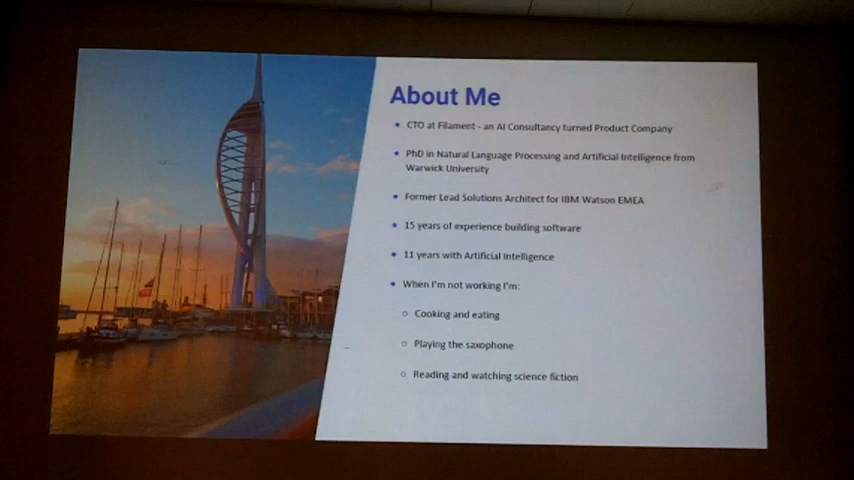 About Me
• CTO at Filament - an AI Consultancy turned Product Company
• PhD in Natural Language Processing and Artificial Intelligence from
Warwick University
• Former Lead Solutions Architect for IBM Watson EMEA
• 15 years of experience building software
• 11 years with Artificial Intelligence
• When I'm not working I'm:
○ Cooking and eating
○ Playing the saxophone
○ Reading and watching science fiction